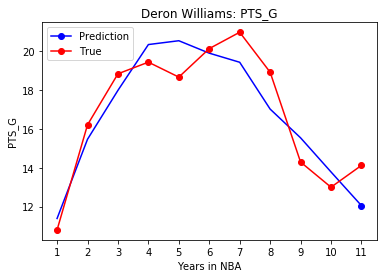 Deron Williams: PTS_G
Prediction
True
PTS_G
20
18
16
14
12
1 2 3 4 5 6 7 8 9 10 11
Years in NBA